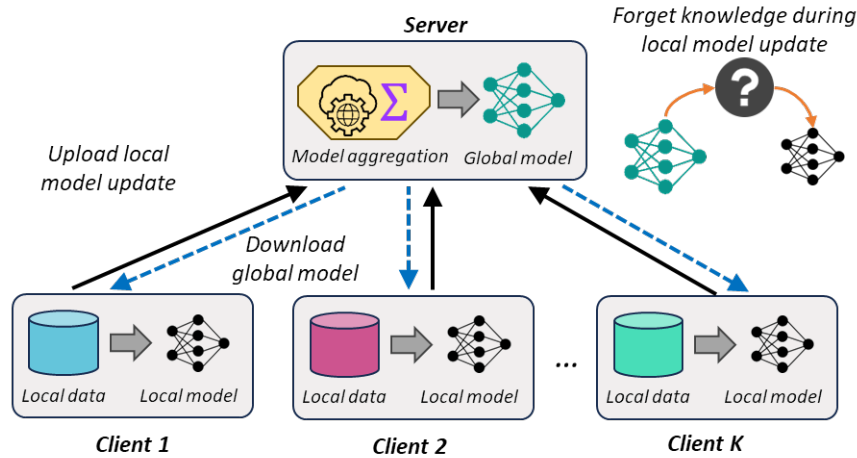 Server
Forget knowledge during
local model update
?
Σ
Model aggregation
Global model
Upload local
model update
Download
global model
Local data
Local model
Local data
Local model
...
Local data
Local model
Client 1
Client 2
Client K